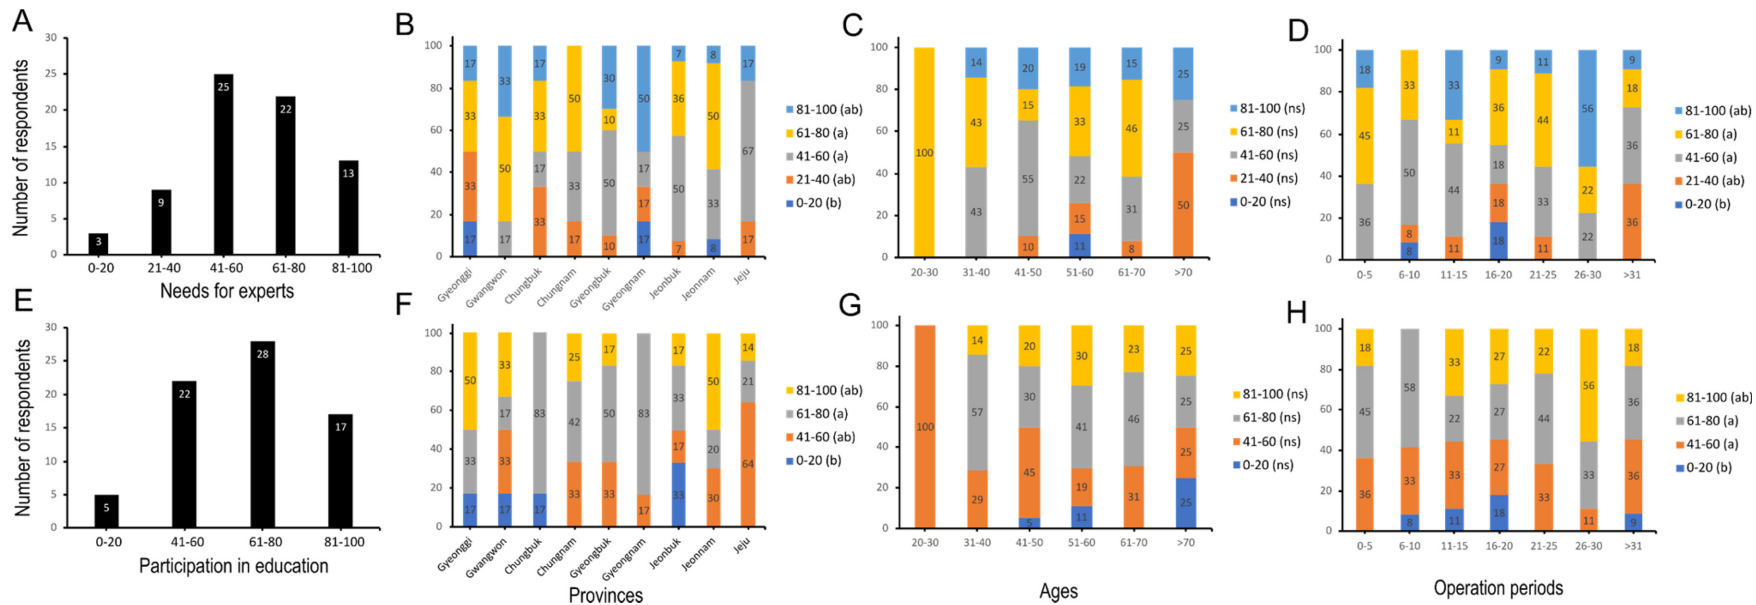 A
Number of respondents
30
25
20
15
10
5
0
3
9
25
22
13
0-20 21-40 41-60 61-80 81-100
Needs for experts
B
100
80
60
40
20
0
17 33 33 17
33 50 17
17 33 17 33
50 33 17
30 10 50 10
50 17 17 17
7 36 50 7
8 50 33 8
17 67 17
Gyeonggi Gwangwon Chungbuk Chungnam Gyeongbuk Gyeongnam Jeonbuk Jeonnam Jeju
81-100 (ab)
61-80 (a)
41-60 (a)
21-40 (ab)
0-20 (b)
C
100
80
60
40
20
0
100
14 43 43
20 15 55 10
19 33 22 15 11
15 46 31 8
25 25 50
20-30 31-40 41-50 51-60 61-70 >70
81-100 (ns)
61-80 (ns)
41-60 (ns)
21-40 (ns)
0-20 (ns)
D
100
80
60
40
20
0
18 45 36
33 50 8 8
33 11 44 11
9 36 18 18 18
11 44 33 11
56 22 22
9 18 36 36
0-5 6-10 11-15 16-20 21-25 26-30 >31
81-100 (ab)
61-80 (a)
41-60 (a)
21-40 (ab)
0-20 (b)
E
Number of respondents
30
25
20
15
10
5
0
5
22
28
17
0-20 41-60 61-80 81-100
Participation in education
F
100
80
60
40
20
0
50 33 17
33 17 33 17
83 17
25 42 33
17 50 33
83 17
17 33 17 33
50 20 30
14 21 64
Gyeonggi Gwangwon Chungbuk Chungnam Gyeongbuk Gyeongnam Jeonbuk Jeonnam Jeju
Provinces
81-100 (ab)
61-80 (a)
41-60 (ab)
0-20 (b)
G
100
80
60
40
20
0
100
14 57 29
20 30 45 5
30 41 19 11
23 46 31
25 25 25 25
20-30 31-40 41-50 51-60 61-70 >70
Ages
81-100 (ns)
61-80 (ns)
41-60 (ns)
0-20 (ns)
H
100
80
60
40
20
0
18 45 36
58 33 8
33 22 33 11
27 27 27 18
22 44 33
56 33 11
18 36 36 9
0-5 6-10 11-15 16-20 21-25 26-30 >31
Operation periods
81-100 (ab)
61-80 (a)
41-60 (a)
0-20 (b)